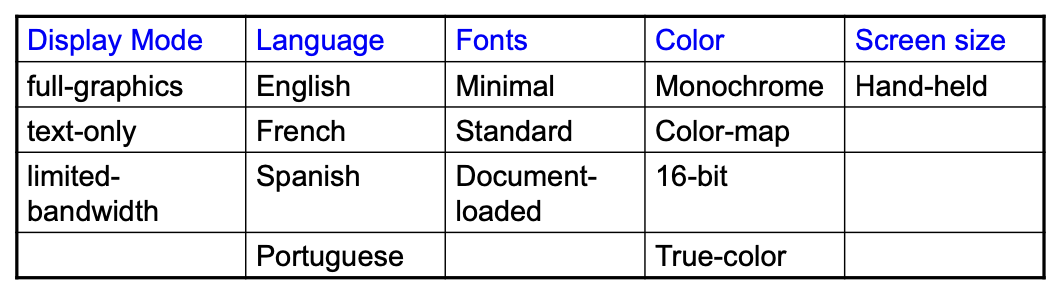 Display Mode Language Fonts Color Screen size
full-graphics English Minimal Monochrome Hand-held
text-only French Standard Color-map
limited-bandwidth Spanish Document-loaded 16-bit
Portuguese True-color